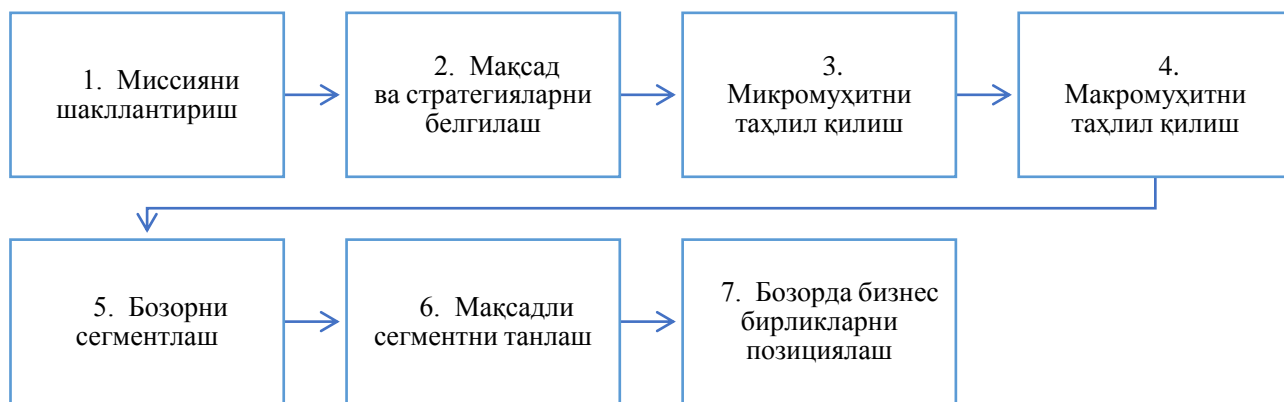 1. Миссияни
шакллантириш
2. Мақсад
ва стратегияларни
белгилаш
3.
Микромуҳитни
таҳлил қилиш
4.
Макромуҳитни
таҳлил қилиш
5. Бозорни
сегментлаш
6. Мақсадли
сегментни танлаш
7. Бозорда бизнес
бирликларни
позициялаш